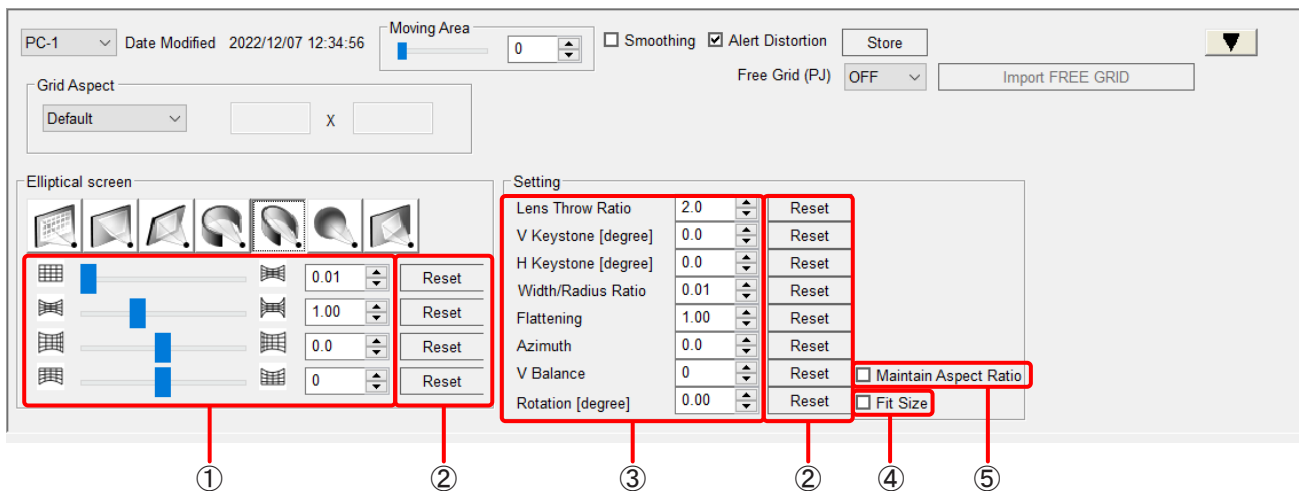 PC-1 Date Modified 2022/12/07 12:34:56 Moving Area 0 Smoothing Alert Distortion Store ▼
Free Grid (PJ) OFF Import FREE GRID
Grid Aspect
Default X
Elliptical screen
0.01 Reset
1.00 Reset
0.0 Reset
0 Reset
Setting
Lens Throw Ratio 2.0 Reset
V Keystone [degree] 0.0 Reset
H Keystone [degree] 0.0 Reset
Width/Radius Ratio 0.01 Reset
Flattening 1.00 Reset
Azimuth 0.0 Reset
V Balance 0 Reset Maintain Aspect Ratio
Rotation [degree] 0.00 Reset Fit Size
① ② ③ ② ④ ⑤